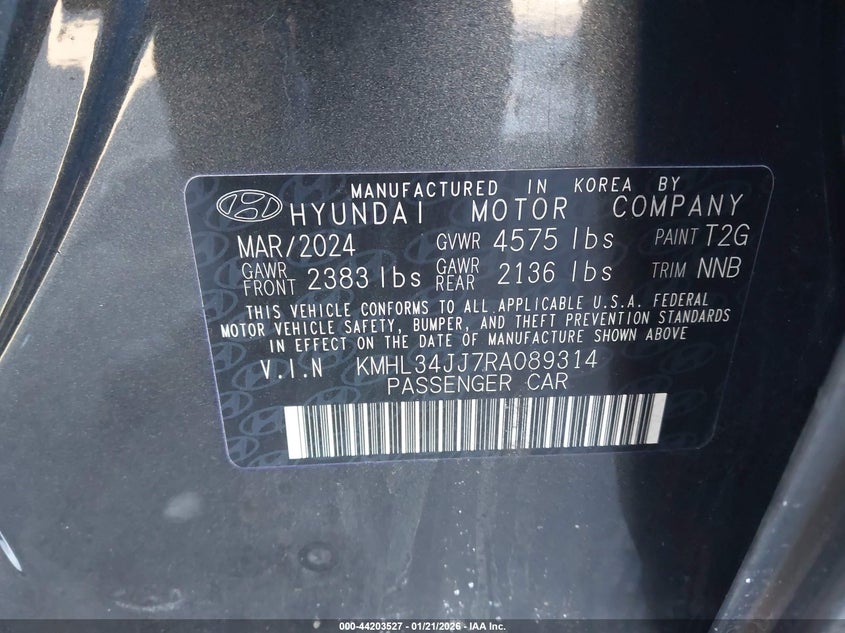 MANUFACTURED IN KOREA BY
HYUNDAI MOTOR COMPANY
MAR/2024 GVWR 4575 lbs PAINT T2G
GAWR FRONT 2383 lbs GAWR REAR 2136 lbs TRIM NNB
THIS VEHICLE CONFORMS TO ALL APPLICABLE U.S.A. FEDERAL
MOTOR VEHICLE SAFETY, BUMPER, AND THEFT PREVENTION STANDARDS
IN EFFECT ON THE DATE OF MANUFACTURE SHOWN ABOVE
V.I.N KMHL34JJ7RA089314
PASSENGER CAR
000-44203527 - 01/21/2026 - IAA Inc.